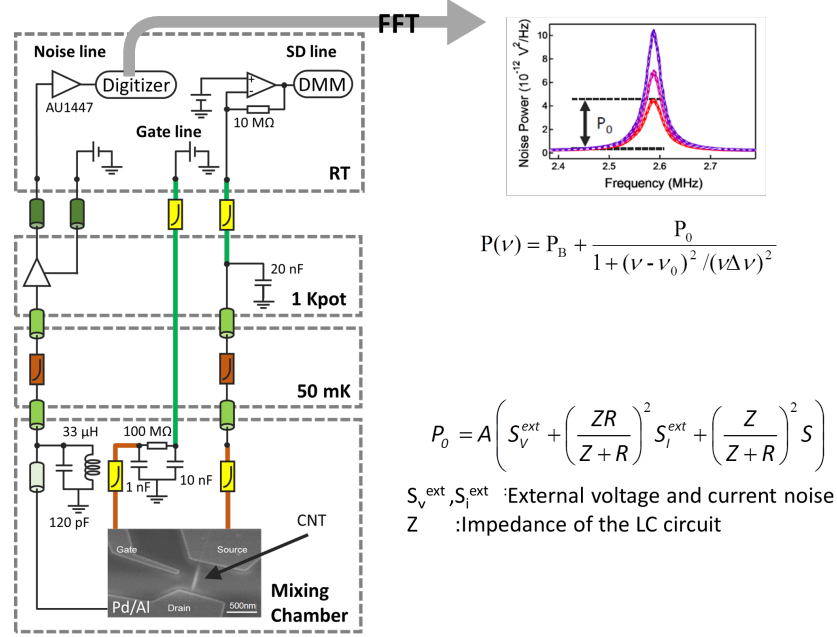 FFT
Noise line
SD line
Digitizer
DMM
AU1447
+
-
10 MΩ
Gate line
RT
20 nF
1 Kpot
50 mK
33 µH
100 MΩ
1 nF
10 nF
120 pF
CNT
Gate
Source
Pd/Al
Drain
500nm
Mixing
Chamber
Noise Power (10⁻¹² V²/Hz)
10
8
6
4
2
0
P₀
2.4 2.5 2.6 2.7
Frequency (MHz)
P(ν) = P_B + P₀ / 1 + (ν - ν₀)² /(νΔν)²
P₀ = A( S_V^ext + (ZR / Z + R)² S_I^ext + (Z / Z + R)² S )
Sᵥᵉˣᵗ,Sᵢᵉˣᵗ :External voltage and current noise
Z :Impedance of the LC circuit